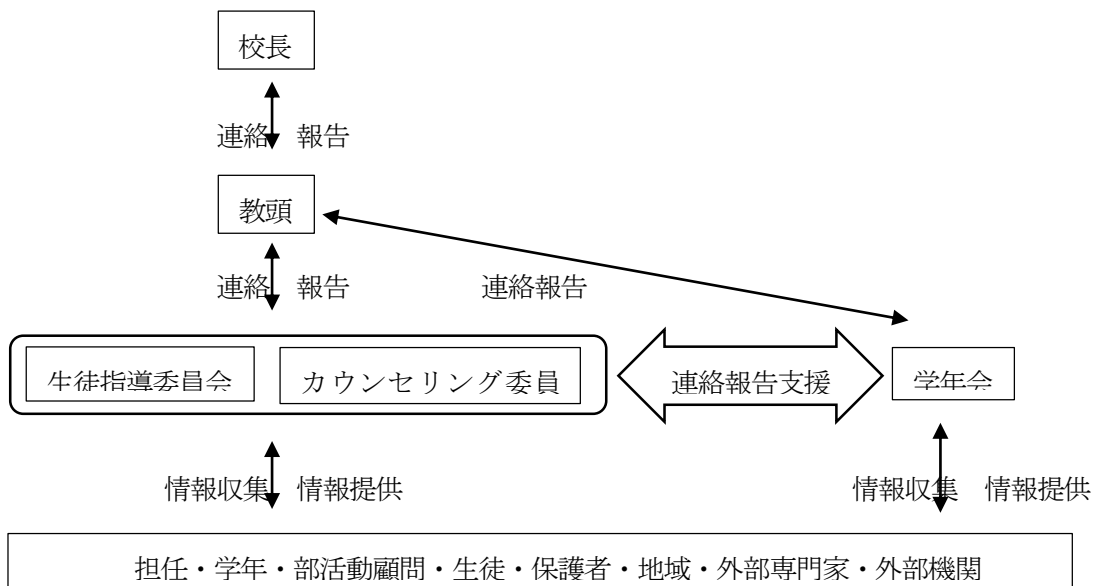 校長
連絡 報告
教頭
連絡 報告 連絡報告
生徒指導委員会 カウンセリング委員 連絡報告支援 学年会
情報収集 情報提供 情報収集 情報提供
担任・学年・部活動顧問・生徒・保護者・地域・外部専門家・外部機関